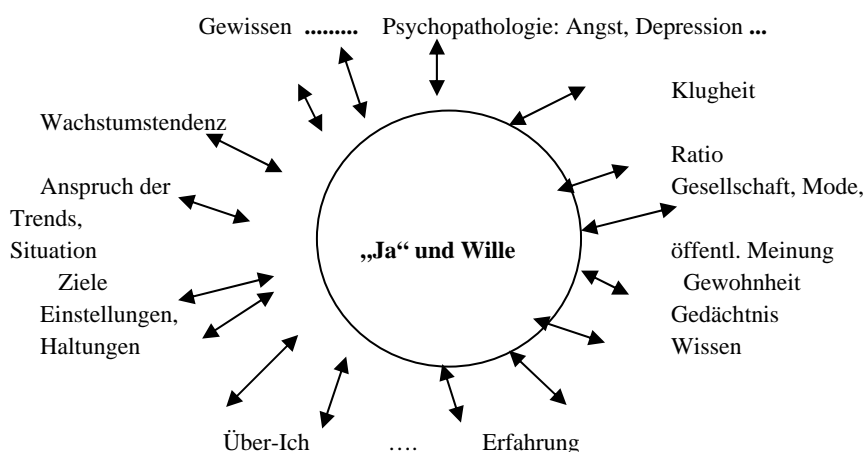 Gewissen ......... Psychopathologie: Angst, Depression ...
Klugheit
Wachstumstendenz
Ratio
Anspruch der Gesellschaft, Mode,
Trends,
Situation „Ja“ und Wille öffentl. Meinung
Ziele Gewohnheit
Einstellungen, Gedächtnis
Haltungen Wissen
Über-Ich .... Erfahrung